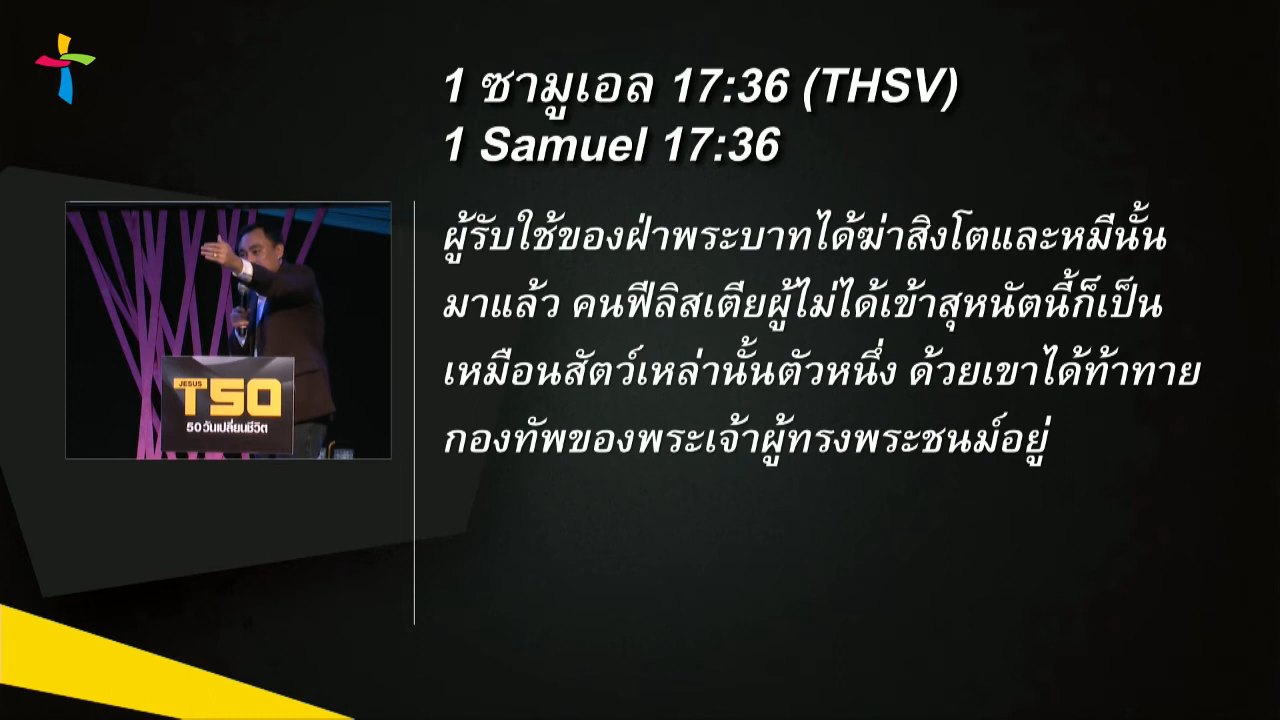 1 ซามูเอล 17:36 (THSV)
1 Samuel 17:36
ผู้รับใช้ของฝ่าพระบาทได้ฆ่าสิงโตและหมีนั้น
มาแล้ว คนฟีลิสเตียผู้ไม่ได้เข้าสุหนัตนี้ก็เป็น
เหมือนสัตว์เหล่านั้นตัวหนึ่ง ด้วยเขาได้ท้าทาย
กองทัพของพระเจ้าผู้ทรงพระชนม์อยู่
JESUS
T50
50 วันเปลี่ยนชีวิต